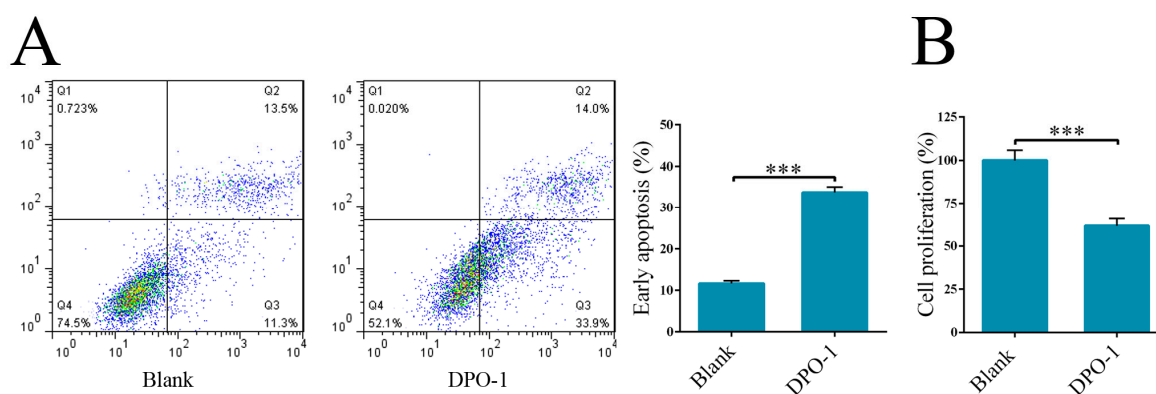 A
10^4
10^3
10^2
10^1
10^0
Q1
0.723%
Q2
13.5%
Q4
74.5%
Q3
11.3%
10^0 10^1 10^2 10^3 10^4
Blank
10^4
10^3
10^2
10^1
10^0
Q1
0.020%
Q2
14.0%
Q4
52.1%
Q3
33.9%
10^0 10^1 10^2 10^3 10^4
DPO-1
Early apoptosis (%)
50
40
30
20
10
0
***
Blank
DPO-1
B
Cell proliferation (%)
125
100
75
50
25
0
***
Blank
DPO-1